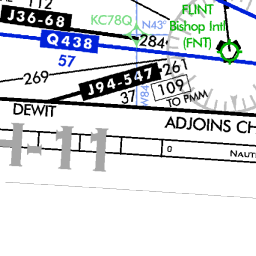 112
J36-68
KC78Q
N43°
FLINT
Bishop Intl
(FNT)
Q438
284
57
269
J94-547
261
37
W84
109
TO PMM
DEWIT
ADJOINS CH
H-11
0
NAUT